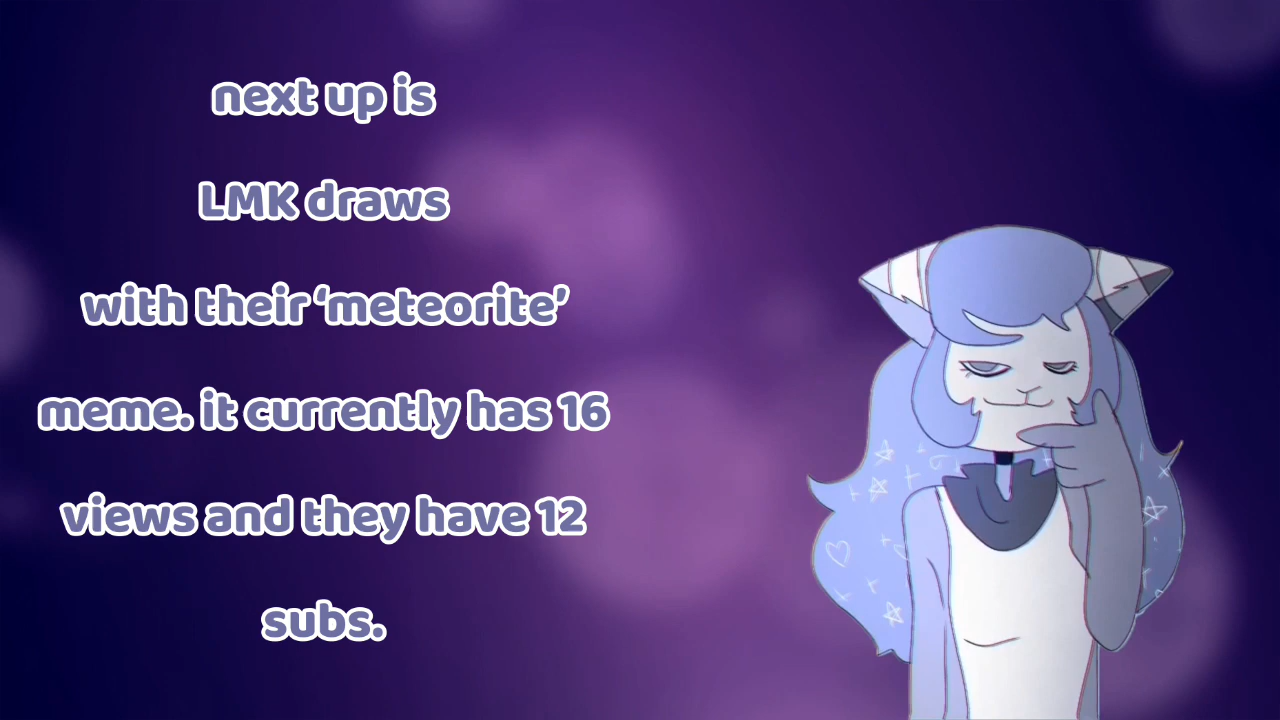 next up is
LMK draws
with their ‘meteorite’
meme. it currently has 16
views and they have 12
subs.